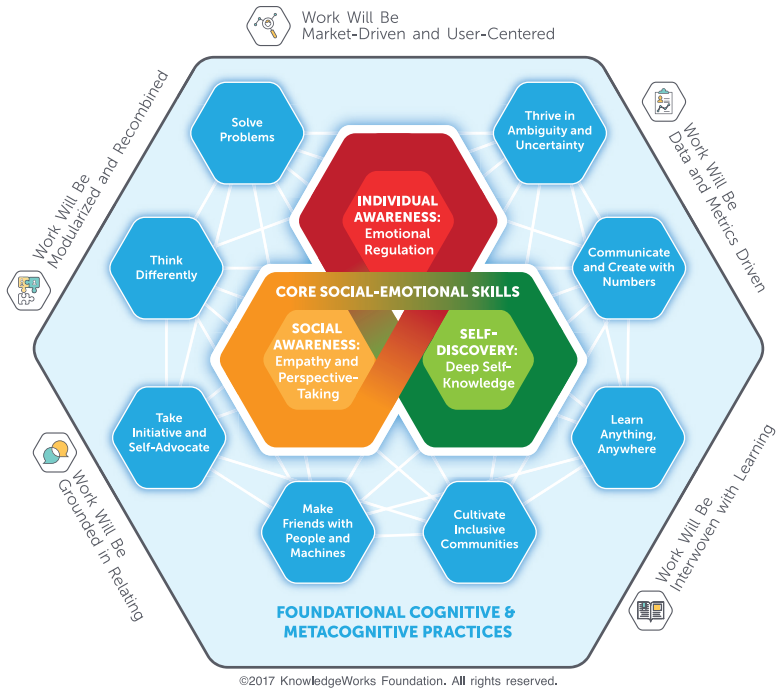 Work Will Be
Market-Driven and User-Centered
Work Will Be
Modularized and Recombined
Work Will Be
Data and Metrics Driven
Solve
Problems
Thrive in
Ambiguity and
Uncertainty
INDIVIDUAL
AWARENESS:
Emotional
Regulation
Think
Differently
Communicate
and Create with
Numbers
CORE SOCIAL-EMOTIONAL SKILLS
SOCIAL
AWARENESS:
Empathy and
Perspective-
Taking
SELF-
DISCOVERY:
Deep Self-
Knowledge
Take
Initiative and
Self-Advocate
Learn
Anything,
Anywhere
Work Will Be
Grounded in Relating
Work Will Be
Interwoven with Learning
Make
Friends with
People and
Machines
Cultivate
Inclusive
Communities
FOUNDATIONAL COGNITIVE &
METACOGNITIVE PRACTICES
©2017 KnowledgeWorks Foundation. All rights reserved.